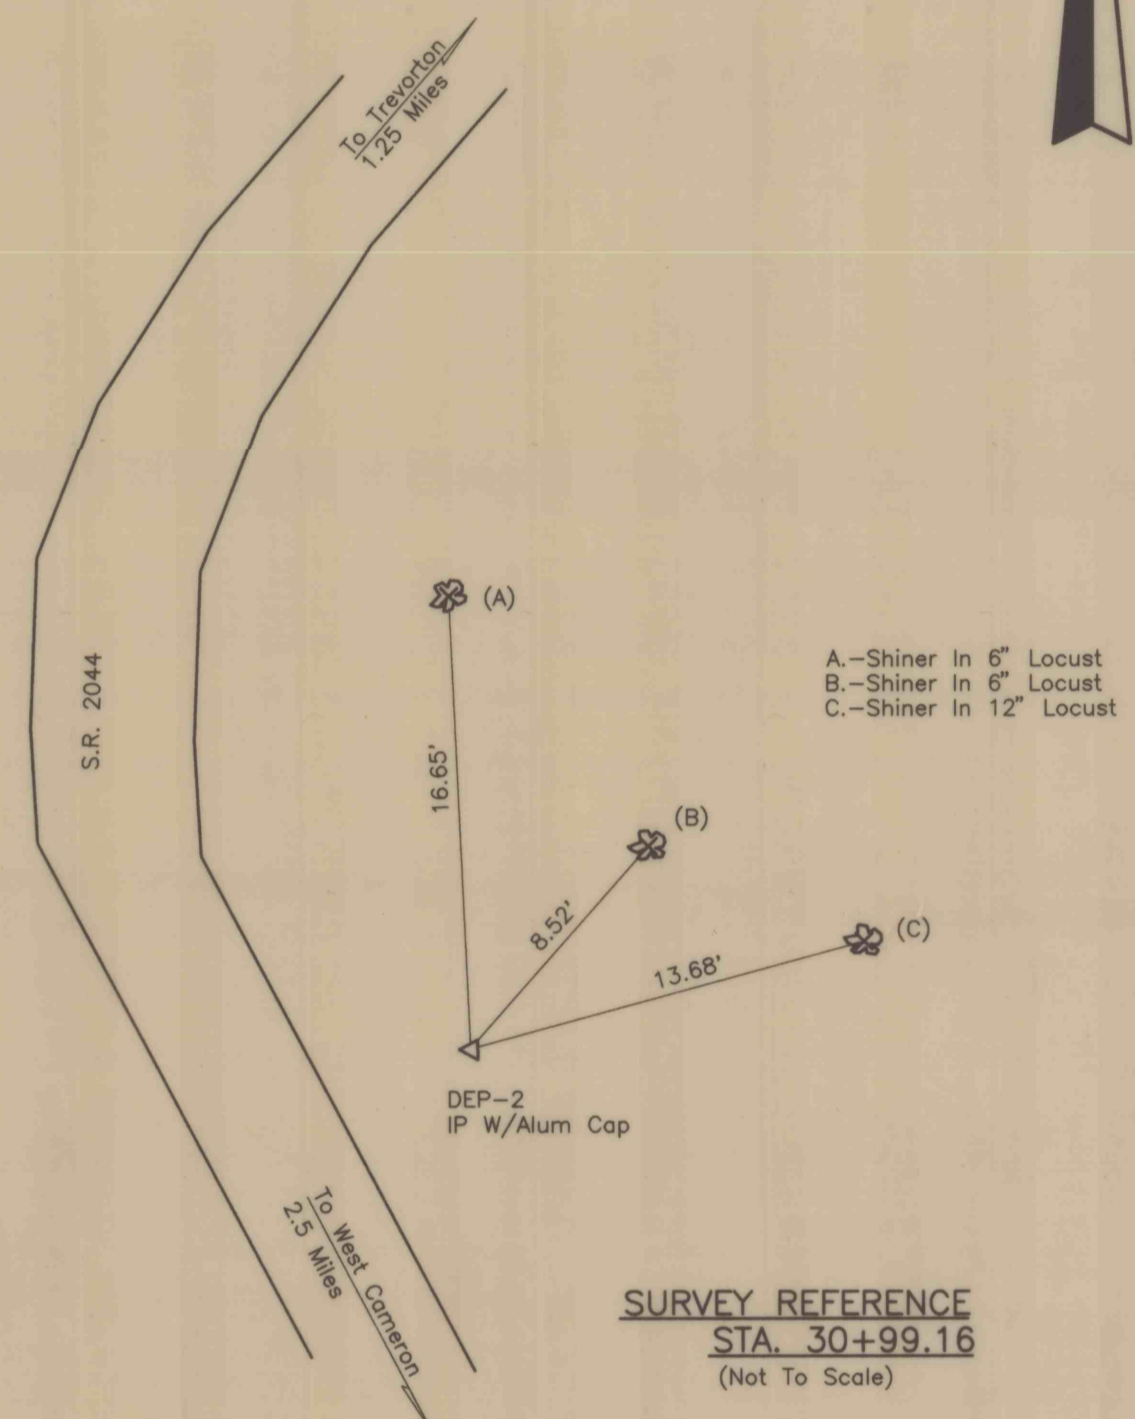 To Trevorton
1.25 Miles
(A)
A.-Shiner In 6" Locust
B.-Shiner In 6" Locust
C.-Shiner In 12" Locust
S.R. 2044
16.65'
(B)
8.52'
(C)
13.68'
DEP-2
IP W/Alum Cap
To West Cameron
2.5 Miles
SURVEY REFERENCE
STA. 30+99.16
(Not To Scale)